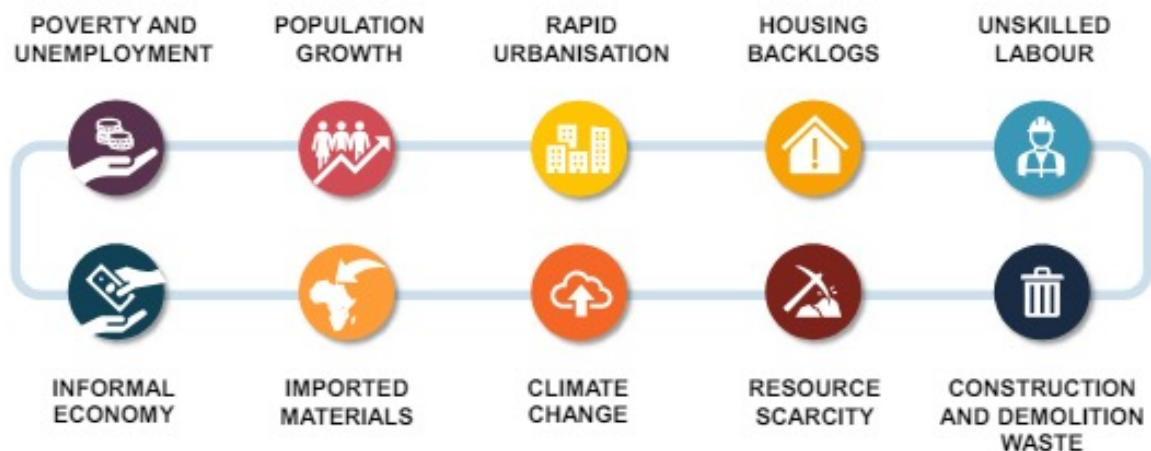 POVERTY AND
UNEMPLOYMENT
POPULATION
GROWTH
RAPID
URBANISATION
HOUSING
BACKLOGS
UNSKILLED
LABOUR
INFORMAL
ECONOMY
IMPORTED
MATERIALS
CLIMATE
CHANGE
RESOURCE
SCARCITY
CONSTRUCTION
AND DEMOLITION
WASTE